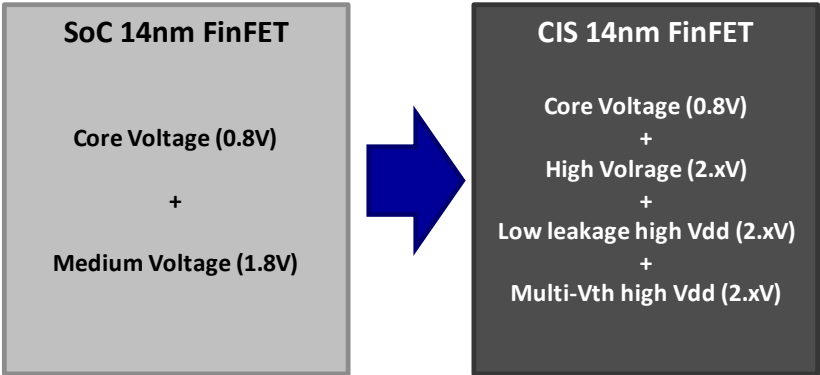 SoC 14nm FinFET
Core Voltage (0.8V)
+
Medium Voltage (1.8V)
CIS 14nm FinFET
Core Voltage (0.8V)
+
High Volrage (2.xV)
+
Low leakage high Vdd (2.xV)
+
Multi-Vth high Vdd (2.xV)